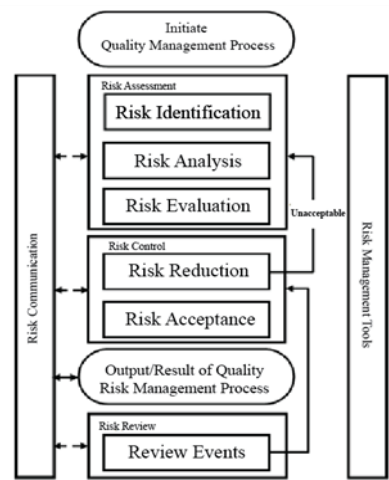 Initiate
Quality Management Process
Risk Assessment
Risk Identification
Risk Analysis
Risk Evaluation
Unacceptable
Risk Control
Risk Reduction
Risk Acceptance
Output/Result of Quality
Risk Management Process
Risk Review
Review Events
Risk Communication
Risk Management Tools